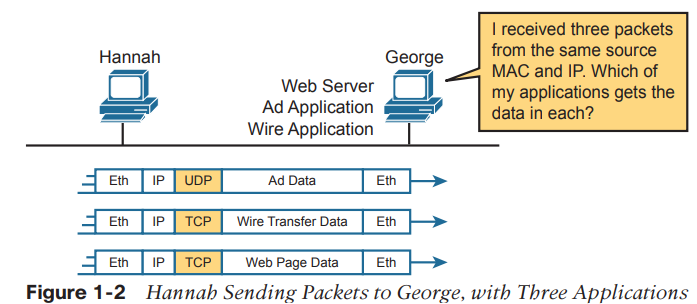 I received three packets
from the same source
MAC and IP. Which of
my applications gets the
data in each?
Hannah
George
Web Server
Ad Application
Wire Application
Eth IP UDP Ad Data Eth
Eth IP TCP Wire Transfer Data Eth
Eth IP TCP Web Page Data Eth
Figure 1-2 Hannah Sending Packets to George, with Three Applications